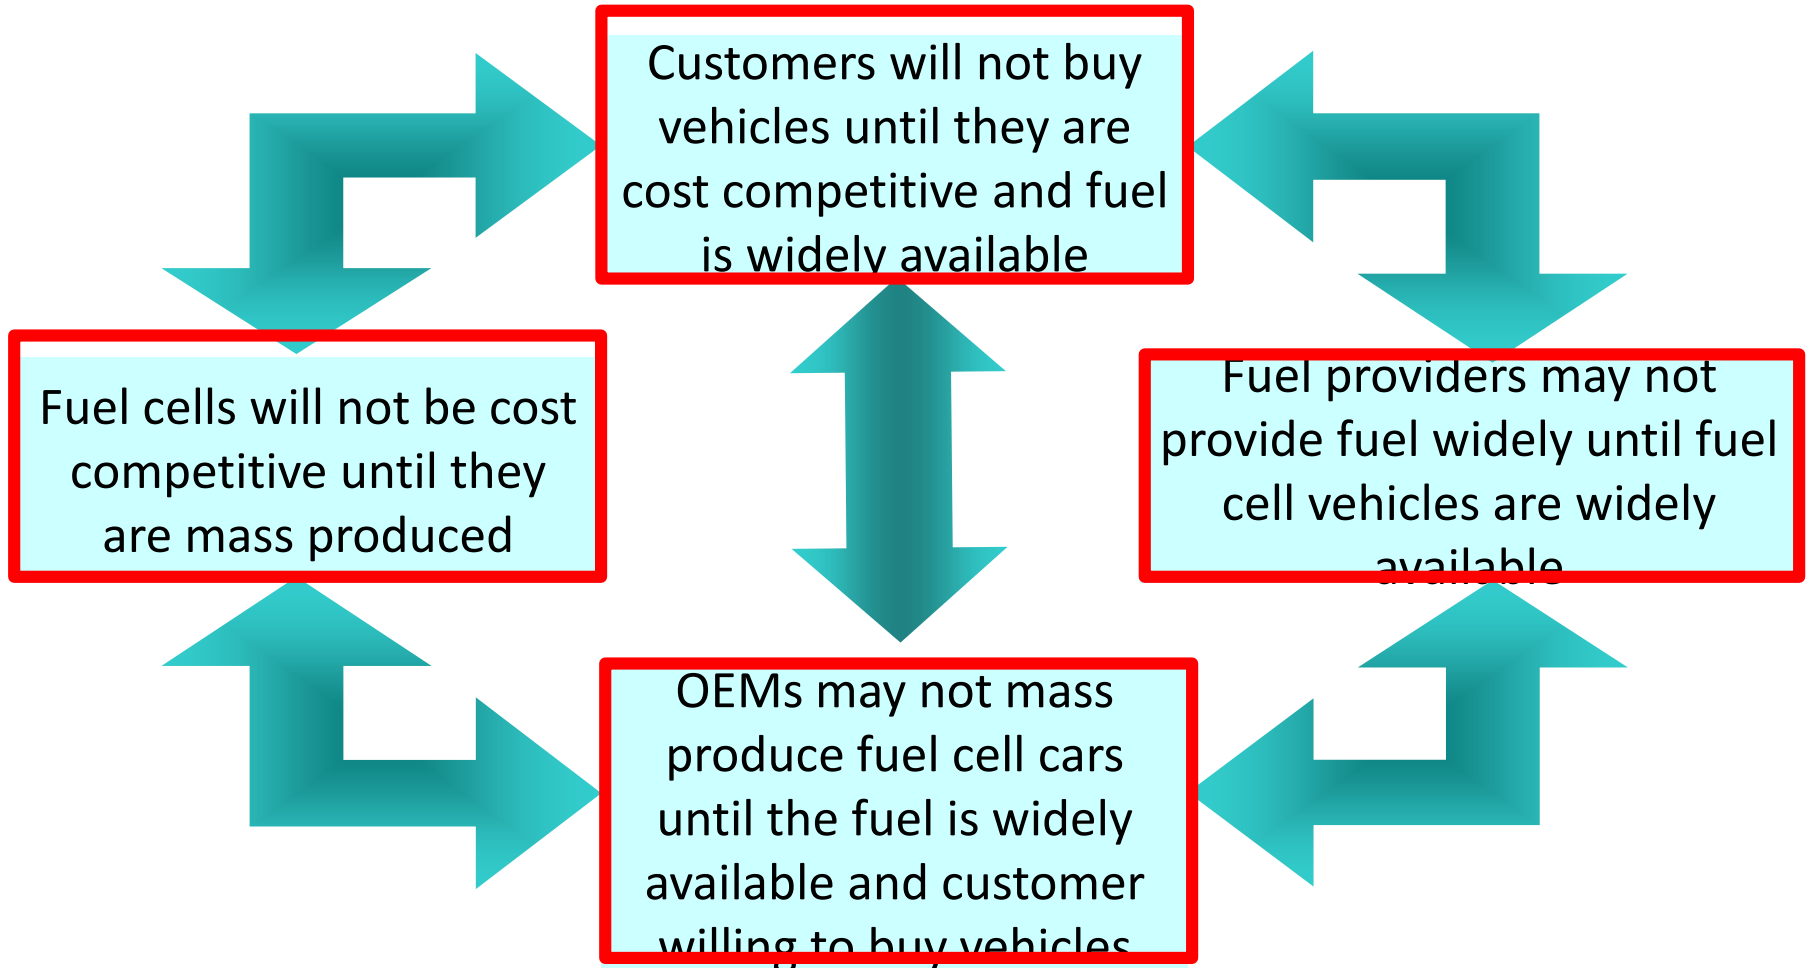 Customers will not buy
vehicles until they are
cost competitive and fuel
is widely available
Fuel cells will not be cost
competitive until they
are mass produced
Fuel providers may not
provide fuel widely until fuel
cell vehicles are widely
available
OEMs may not mass
produce fuel cell cars
until the fuel is widely
available and customer
willing to buy vehicles